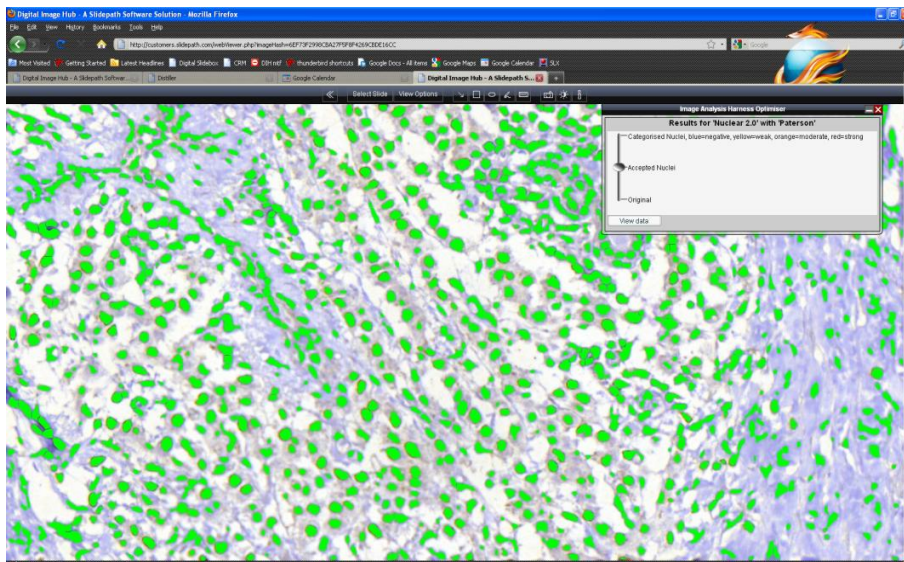 Digital Image Hub - A Slidepath Software Solution - Mozilla Firefox
File Edit View History Bookmarks Tools Help
Google
Most Visited Getting Started Latest Headlines Digital Slidebox CRM DIH ntf thunderbird shortcuts Google Docs - All items Google Maps Google Calendar SLX
Digital Image Hub - A Slidepath Softwar... Distiller Google Calendar Digital Image Hub - A Slidepath S...
Select Slide View Options
Image Analysis Harness Optimiser
Results for 'Nuclear 2.0' with 'Paterson'
Categorised Nuclei, blue=negative, yellow=weak, orange=moderate, red=strong
Accepted Nuclei
Original
View data